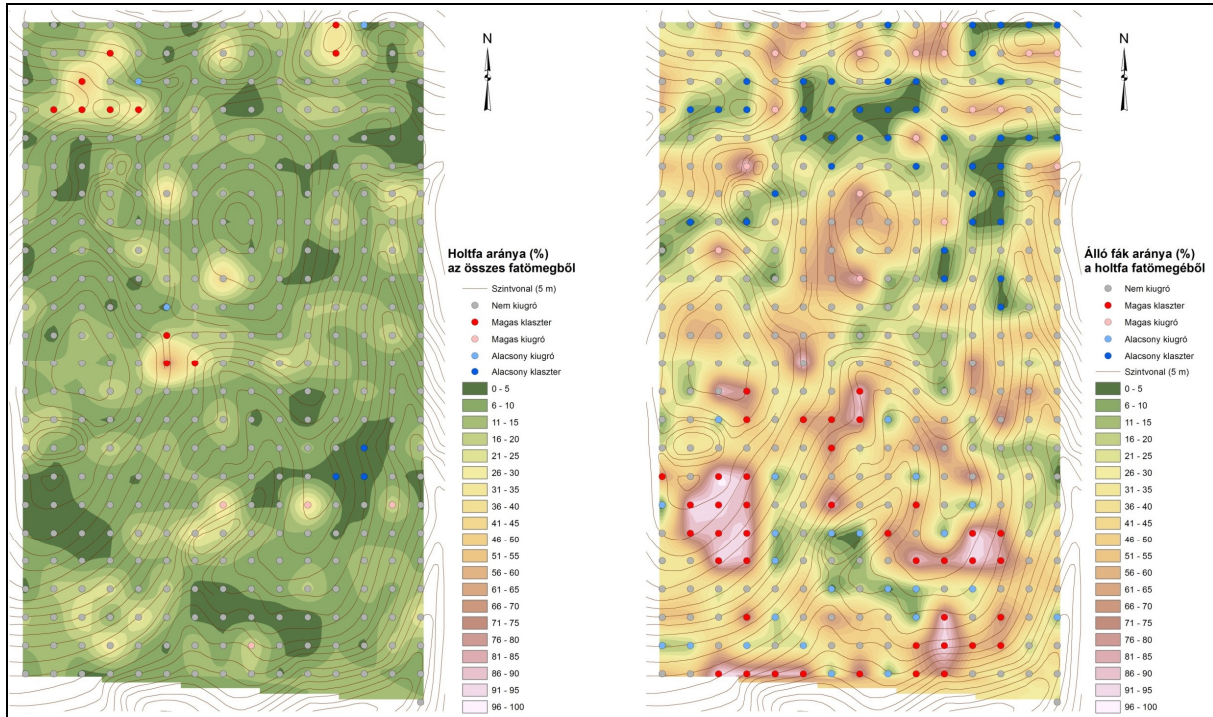 N
Holtfa aránya (%)
az összes fatömegből
Szintvonal (5 m)
Nem kiugró
Magas klaszter
Magas kiugró
Alacsony kiugró
Alacsony klaszter
0 - 5
6 - 10
11 - 15
16 - 20
21 - 25
26 - 30
31 - 35
36 - 40
41 - 45
46 - 60
51 - 55
56 - 60
61 - 65
66 - 70
71 - 75
76 - 80
81 - 85
86 - 90
91 - 95
96 - 100
N
Álló fák aránya (%)
a holtfa fatömegéből
Nem kiugró
Magas klaszter
Magas kiugró
Alacsony kiugró
Alacsony klaszter
Szintvonal (5 m)
0 - 5
6 - 10
11 - 15
16 - 20
21 - 25
26 - 30
31 - 35
36 - 40
41 - 45
46 - 60
51 - 55
56 - 60
61 - 65
66 - 70
71 - 75
76 - 80
81 - 85
86 - 90
91 - 95
96 - 100